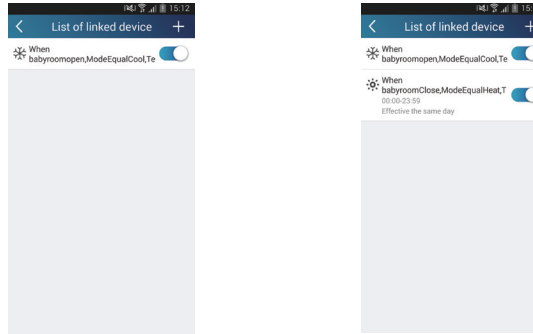 15:12
List of linked device +
When
babyroomopen,ModeEqualCool,Te
15:
List of linked device
When
babyroomopen,ModeEqualCool,Te
When
babyroomClose,ModeEqualHeat,T
00:00-23:59
Effective the same day